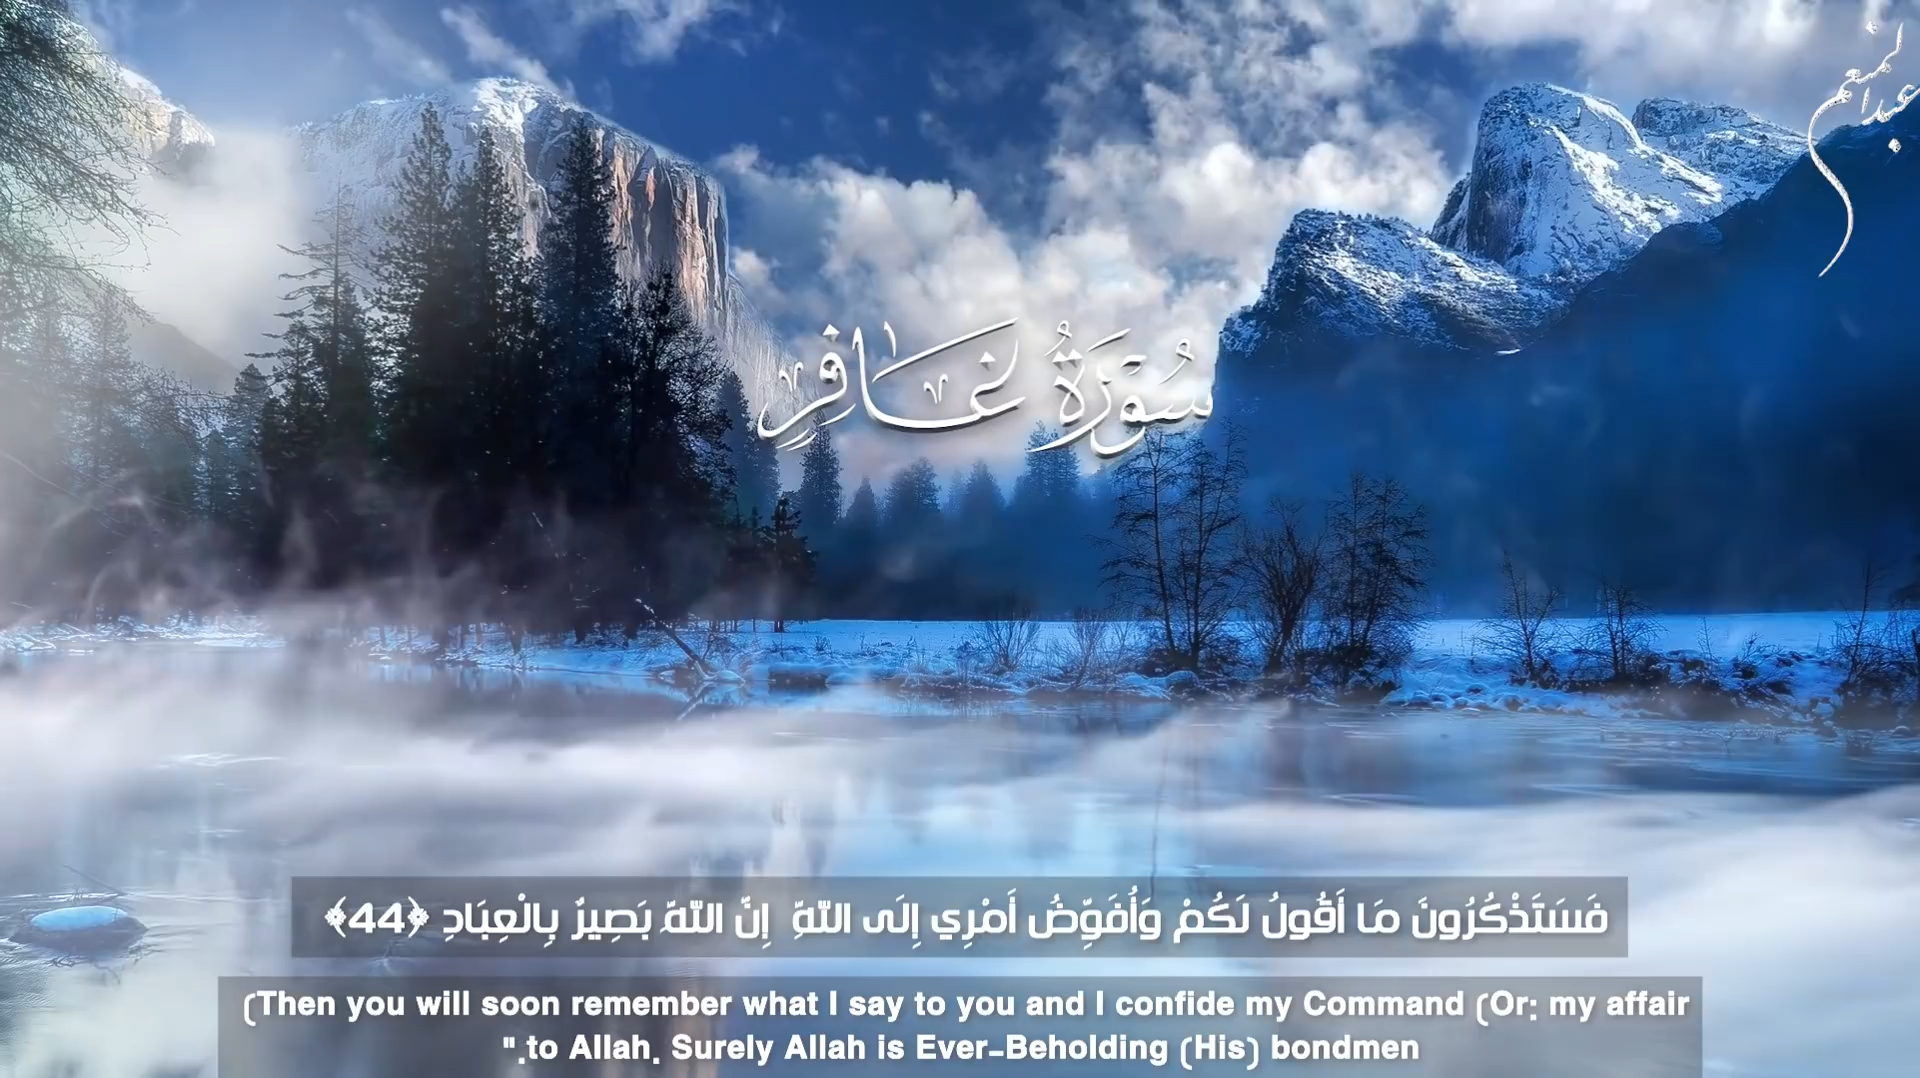 عبدالمنعم
سُوْرَةُ غَافِرٍ
فَسَتَذْكُرُونَ مَا أَقُولُ لَكُمْ وَأُفَوِّضُ أَمْرِي إِلَى اللَّهِ إِنَّ اللَّهَ بَصِيرٌ بِالْعِبَادِ ﴿44﴾
(Then you will soon remember what I say to you and I confide my Command (Or: my affair
".to Allah. Surely Allah is Ever-Beholding (His) bondmen